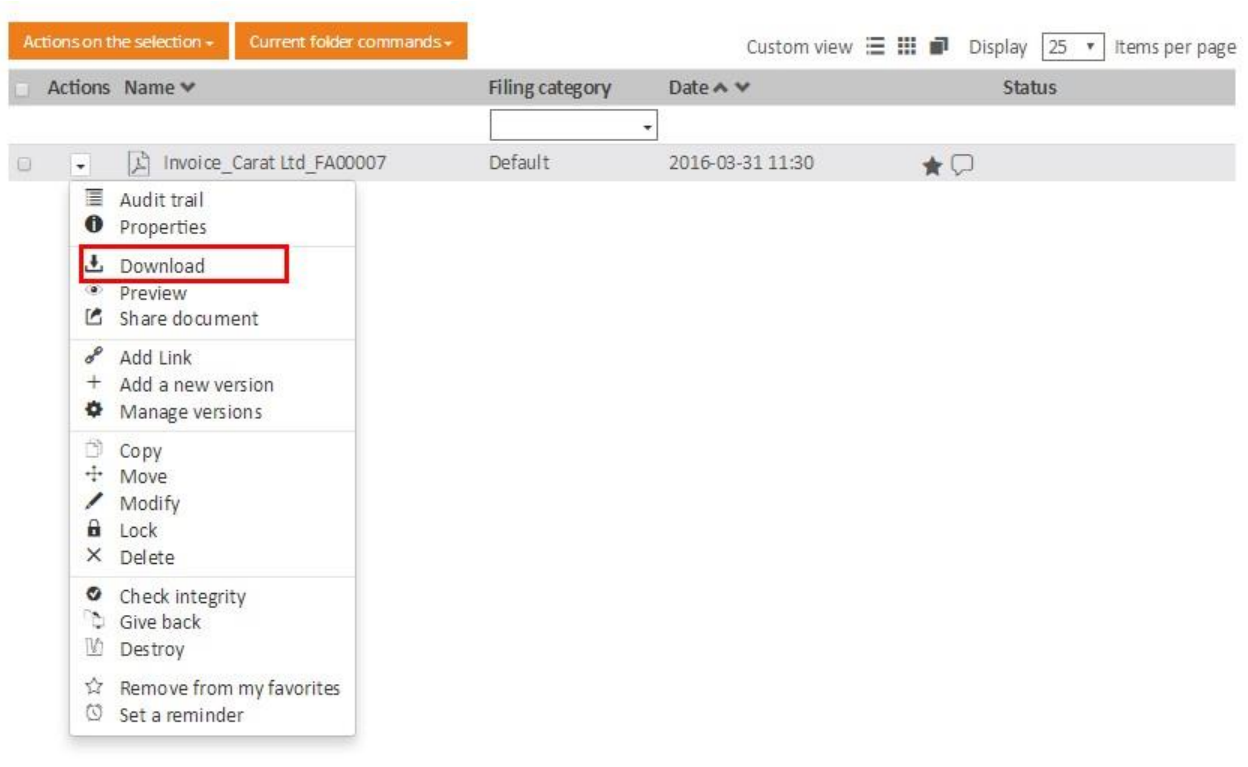 Actions on the selection Current folder commands Custom view Display 25 Items per page
Actions Name Filing category Date Status
Invoice_Carat Ltd_FA00007 Default 2016-03-31 11:30
Audit trail
Properties
Download
Preview
Share document
Add Link
Add a new version
Manage versions
Copy
Move
Modify
Lock
Delete
Check integrity
Give back
Destroy
Remove from my favorites
Set a reminder